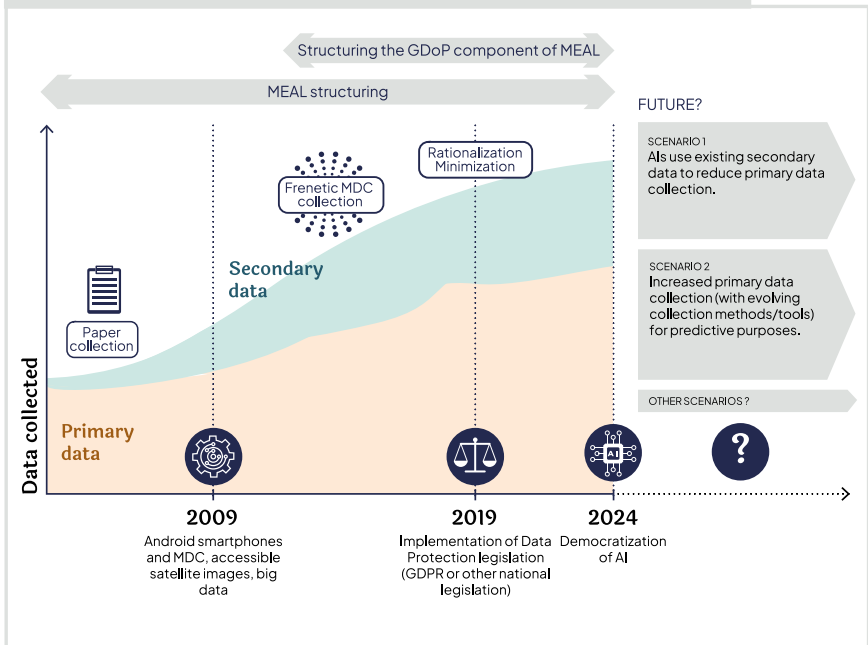 Structuring the GDoP component of MEAL
MEAL structuring
FUTURE?
SCENARIO 1
AIs use existing secondary
data to reduce primary data
collection.
Rationalization
Minimization
Frenetic MDC
collection
Secondary
data
SCENARIO 2
Increased primary data
collection (with evolving
collection methods/tools)
for predictive purposes.
Paper
collection
OTHER SCENARIOS ?
Primary
data
Data collected
AI
?
2009
Android smartphones
and MDC, accessible
satellite images, big
data
2019
Implementation of Data
Protection legislation
(GDPR or other national
legislation)
2024
Democratization
of AI